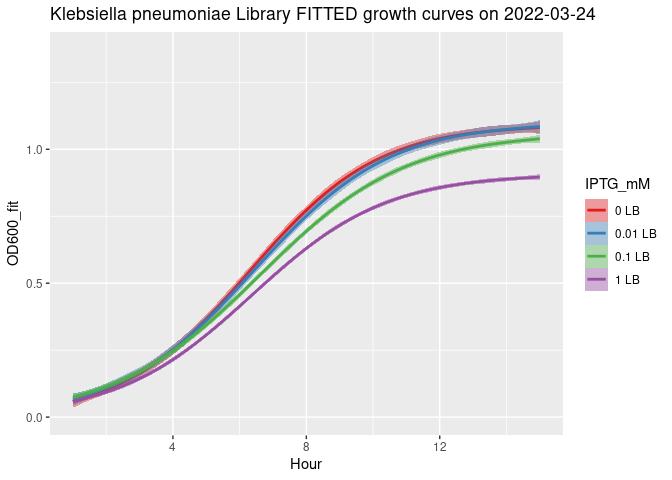 Klebsiella pneumoniae Library FITTED growth curves on 2022-03-24
OD600_fit
1.0
0.5
0.0
4
8
12
Hour
IPTG_mM
0 LB
0.01 LB
0.1 LB
1 LB